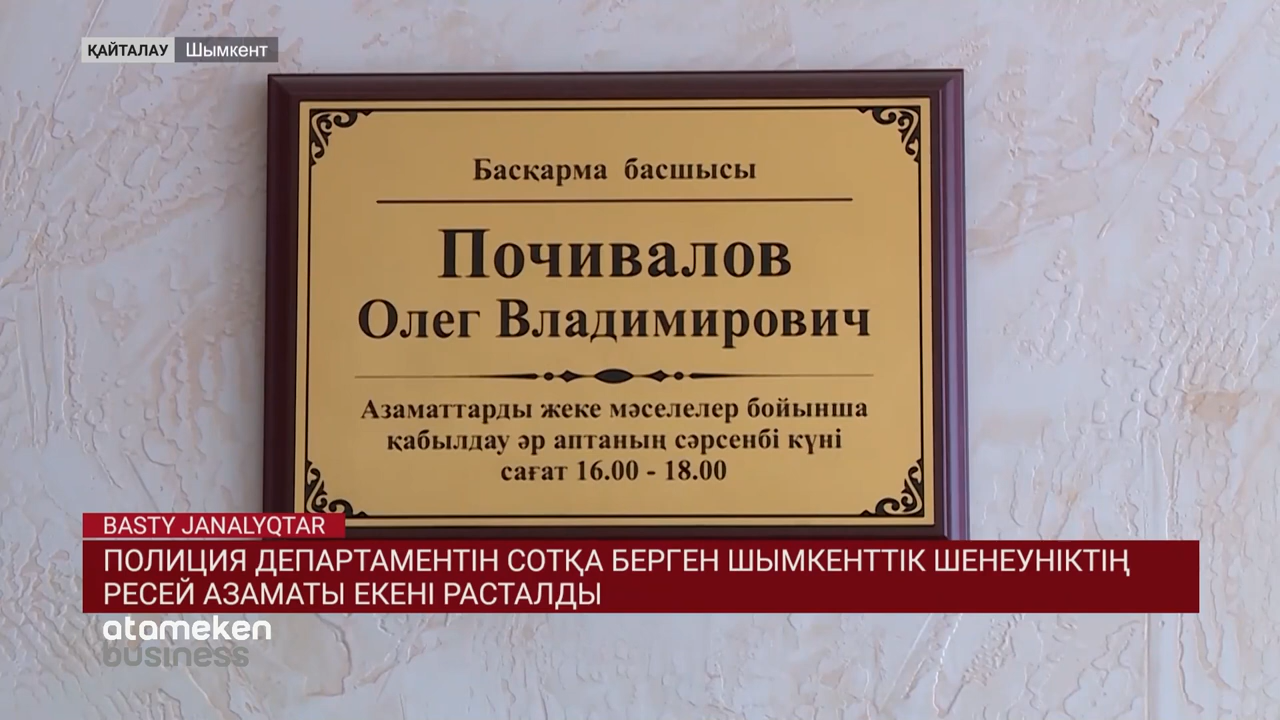 ҚАЙТАЛАУ Шымкент
Басқарма басшысы
Почивалов
Олег Владимирович
Азаматтарды жеке мәселелер бойынша
қабылдау әр аптаның сәрсенбі күні
сағат 16.00 - 18.00
BASTY JANALYQTAR
ПОЛИЦИЯ ДЕПАРТАМЕНТІН СОТҚА БЕРГЕН ШЫМКЕНТТІК ШЕНЕУНІКТІҢ
РЕСЕЙ АЗАМАТЫ ЕКЕНІ РАСТАЛДЫ
atameken
business